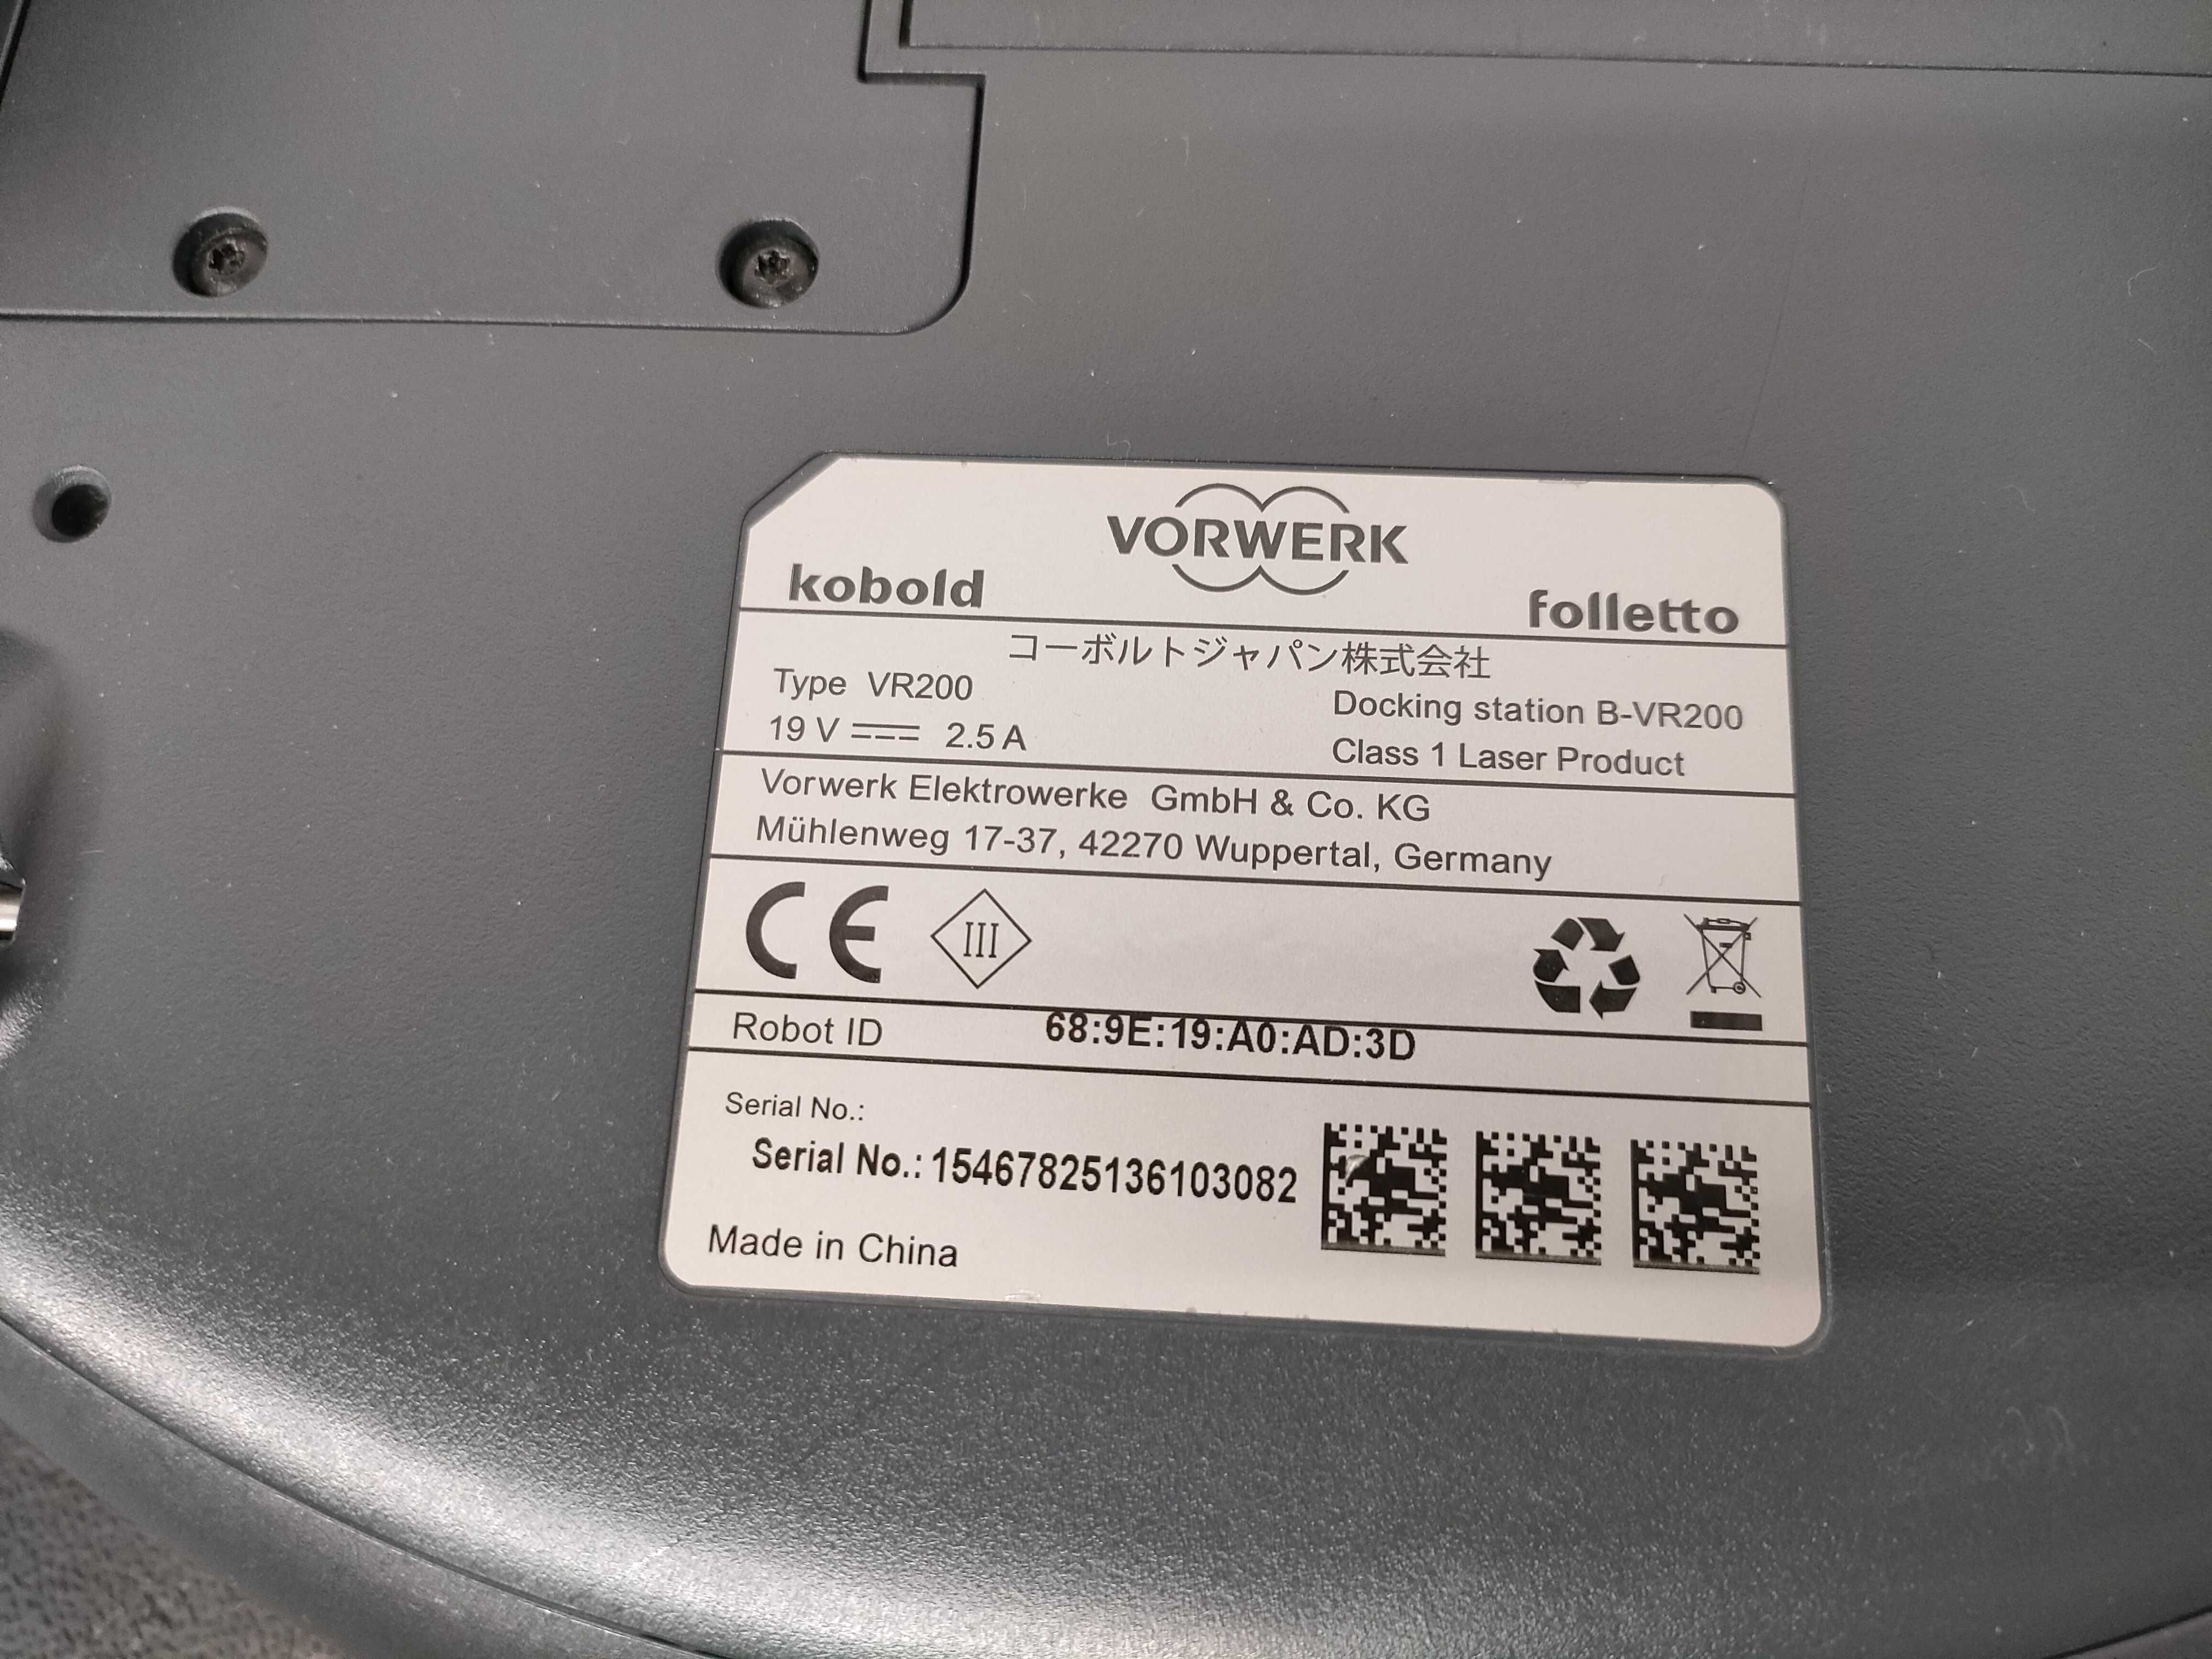 VORWERK
kobold
folletto
コーボルトジャパン株式会社
Type VR200
Docking station B-VR200
19 V 2.5 A
Class 1 Laser Product
Vorwerk Elektrowerke GmbH & Co. KG
Mühlenweg 17-37, 42270 Wuppertal, Germany
CE
III
Robot ID 68:9E:19:A0:AD:3D
Serial No.:
Serial No.: 15467825136103082
Made in China